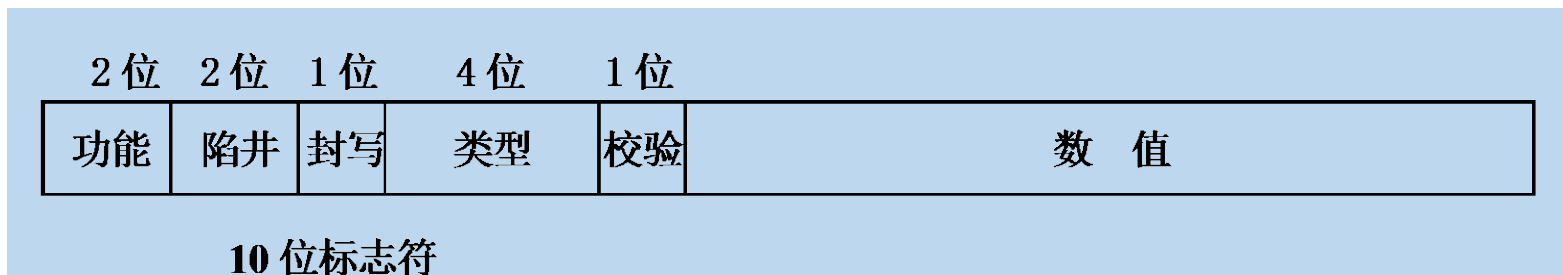 2位 2位 1位 4位 1位
功能 陷井 封写 类型 校验 数 值
10位标志符